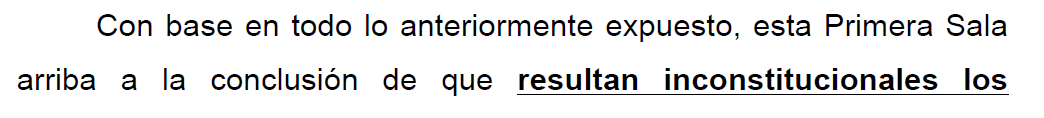 Con base en todo lo anteriormente expuesto, esta Primera Sala
arriba a la conclusión de que resultan inconstitucionales los